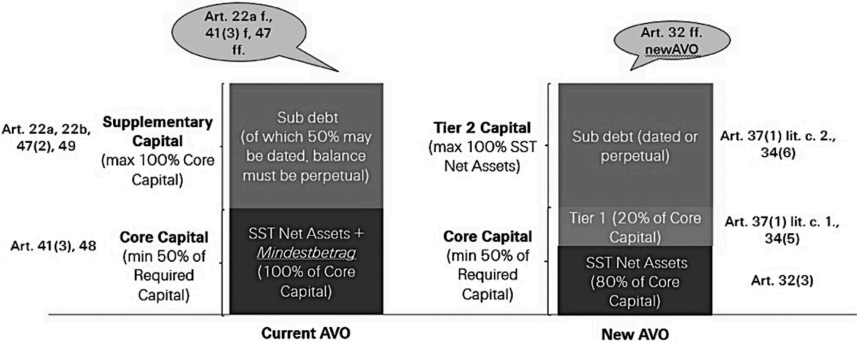 Art. 22a f.,
41(3) f, 47
ff.
Art. 32 ff.
newAVO
Art. 22a, 22b,
47(2), 49
Supplementary
Capital
(max 100% Core
Capital)
Sub debt
(of which 50% may
be dated, balance
must be perpetual)
Art. 41(3), 48
Core Capital
(min 50% of
Required
Capital)
SST Net Assets +
Mindestbetrag
(100% of Core
Capital)
Current AVO
Tier 2 Capital
(max 100% SST
Net Assets)
Sub debt (dated or
perpetual)
Art. 37(1) lit. c. 2.,
34(6)
Core Capital
(min 50% of
Required
Capital)
Tier 1 (20% of Core
Capital)
Art. 37(1) lit. c. 1.,
34(5)
SST Net Assets
(80% of Core
Capital)
Art. 32(3)
New AVO